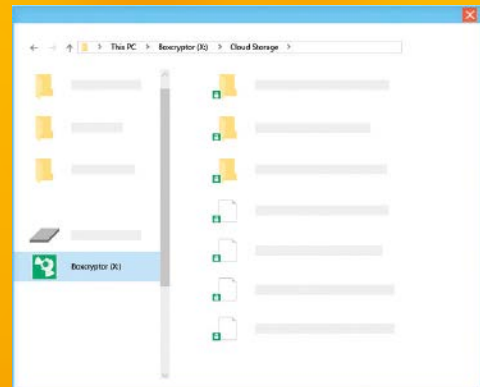 This PC > Boxcryptor (X:) > Cloud Storage >
Boxcryptor (X:)